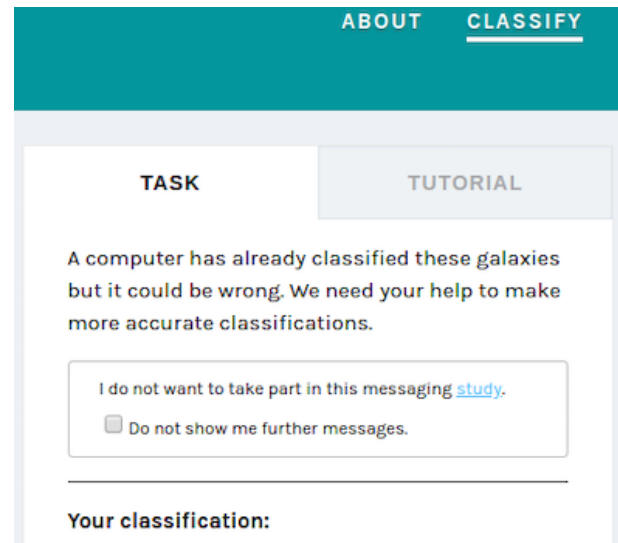 ABOUT CLASSIFY
TASK TUTORIAL
A computer has already classified these galaxies
but it could be wrong. We need your help to make
more accurate classifications.
I do not want to take part in this messaging study.
Do not show me further messages.
Your classification: